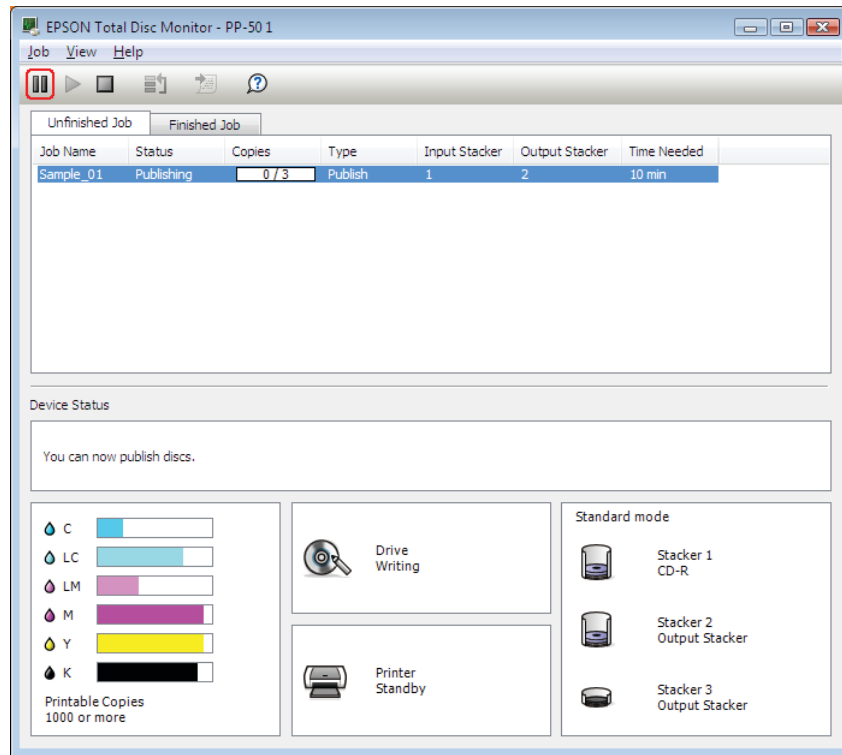 EPSON Total Disc Monitor - PP-50 1
Job View Help
Unfinished Job Finished Job
Job Name Status Copies Type Input Stacker Output Stacker Time Needed
Sample_01 Publishing 0 / 3 Publish 1 2 10 min
Device Status
You can now publish discs.
C
LC
LM
M
Y
K
Printable Copies
1000 or more
Drive
Writing
Printer
Standby
Standard mode
Stacker 1
CD-R
Stacker 2
Output Stacker
Stacker 3
Output Stacker